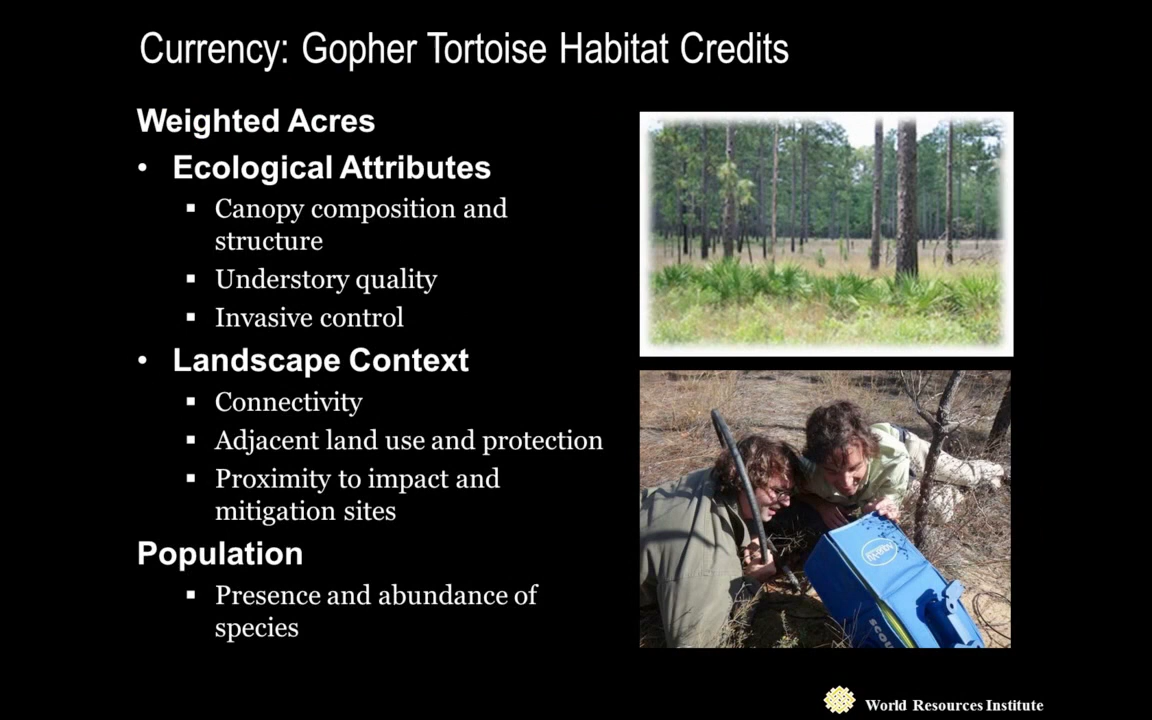 Currency: Gopher Tortoise Habitat Credits
Weighted Acres
• Ecological Attributes
▪ Canopy composition and
structure
▪ Understory quality
▪ Invasive control
• Landscape Context
▪ Connectivity
▪ Adjacent land use and protection
▪ Proximity to impact and
mitigation sites
Population
▪ Presence and abundance of
species
World Resources Institute